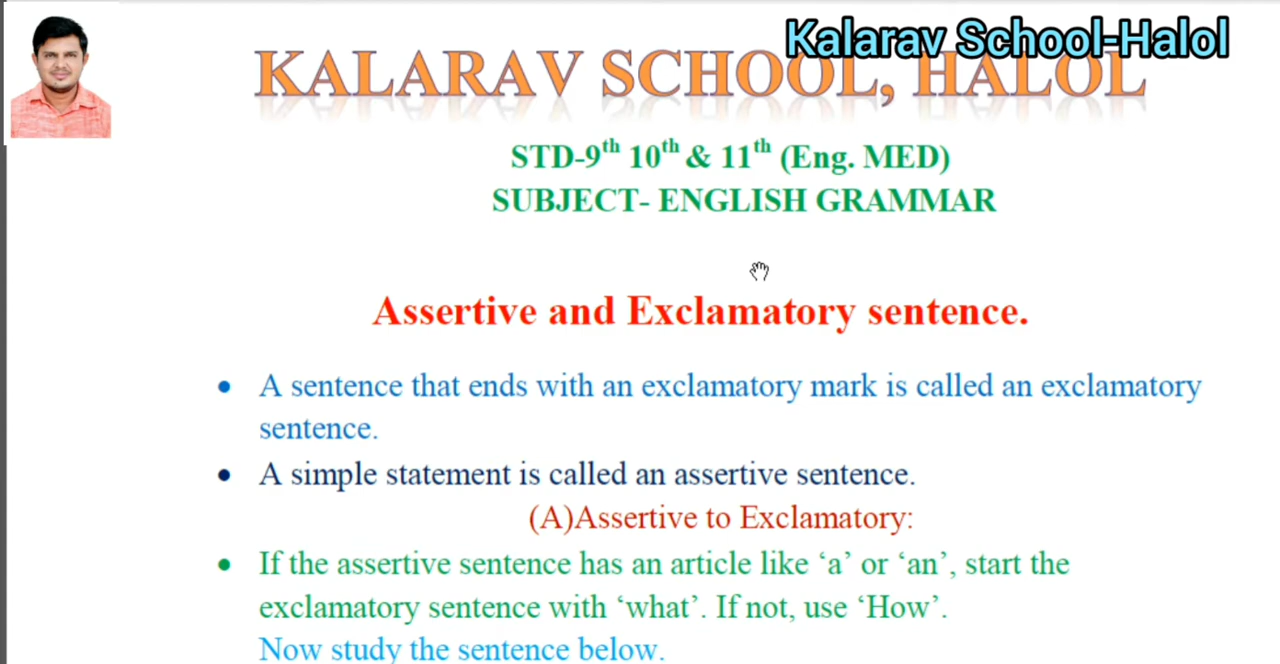 Kalarav School-Halol
KALARAV SCHOOL, HALOL
STD-9th 10th & 11th (Eng. MED)
SUBJECT- ENGLISH GRAMMAR
Assertive and Exclamatory sentence.
• A sentence that ends with an exclamatory mark is called an exclamatory
sentence.
• A simple statement is called an assertive sentence.
(A)Assertive to Exclamatory:
• If the assertive sentence has an article like ‘a’ or ‘an’, start the
exclamatory sentence with ‘what’. If not, use ‘How’.
Now study the sentence below.